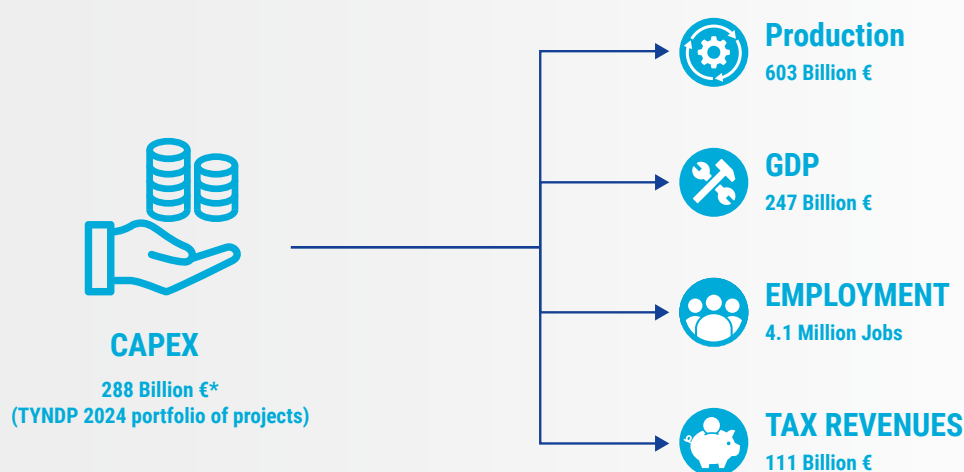 Production
603 Billion €
GDP
247 Billion €
EMPLOYMENT
4.1 Million Jobs
CAPEX
288 Billion €*
(TYNDP 2024 portfolio of projects)
TAX REVENUES
111 Billion €